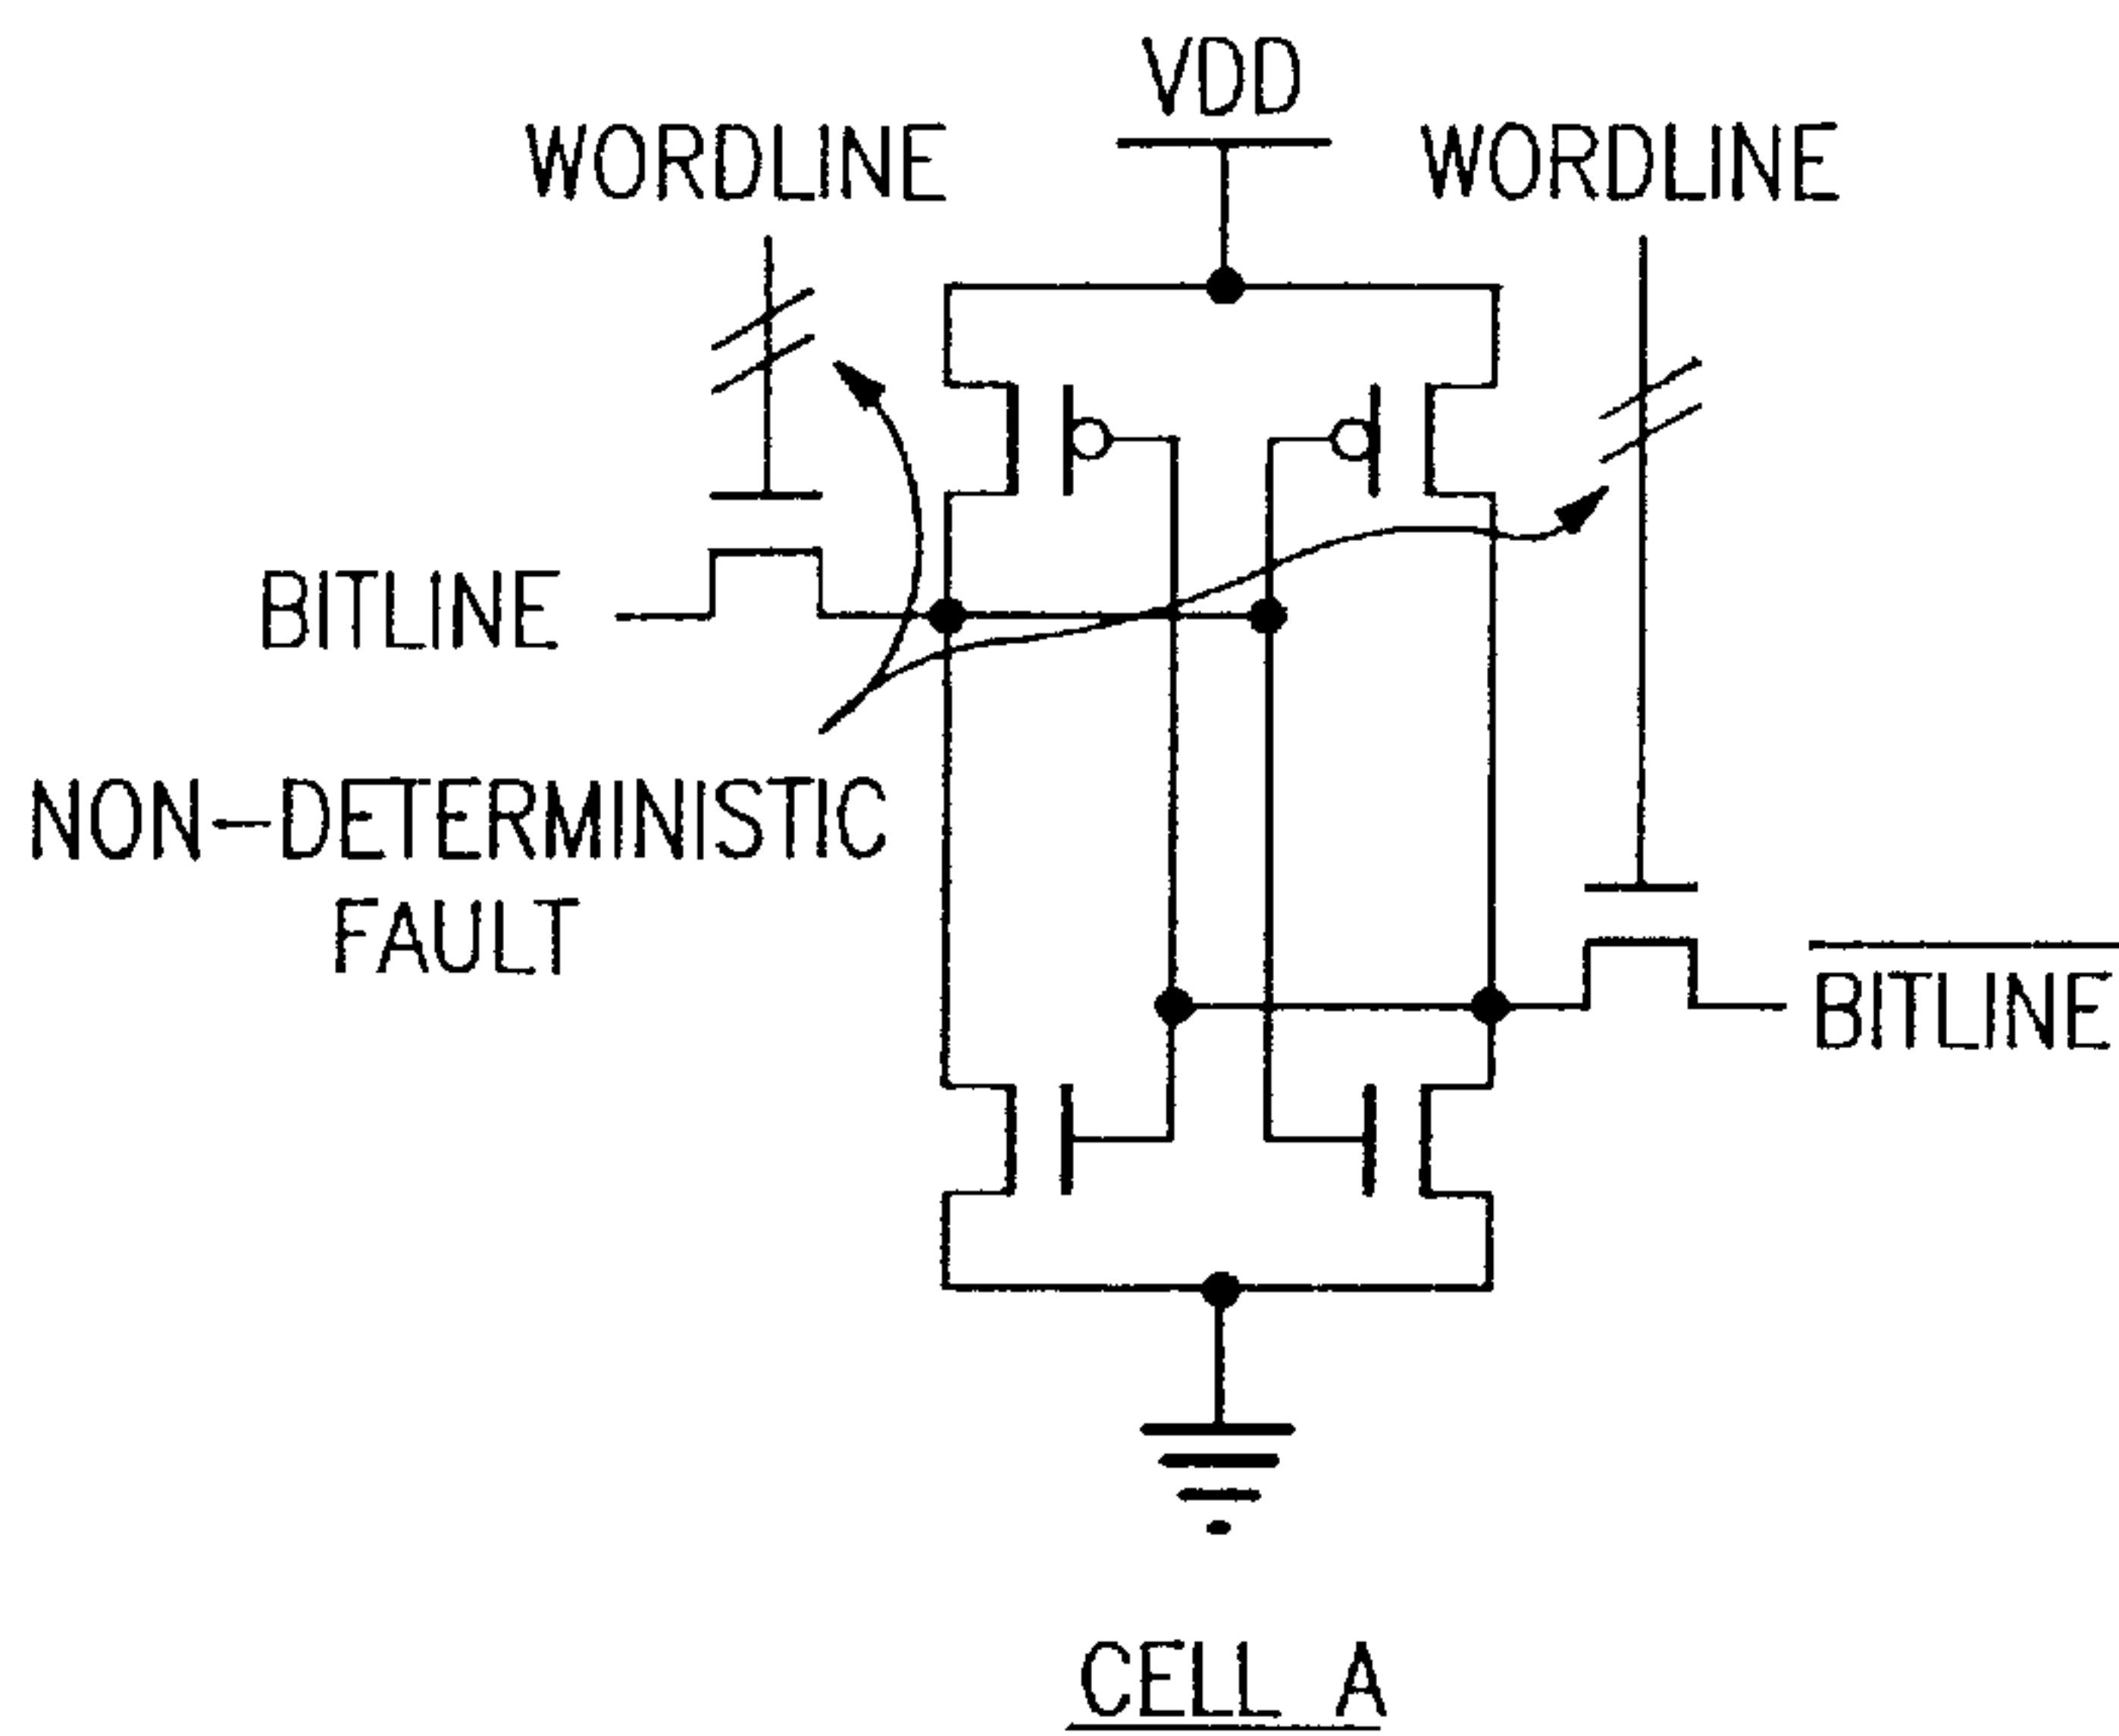 VDD
WORDLINE
WORDLINE
BITLINE
NON-DETERMINISTIC
FAULT
BITLINE
CELL A